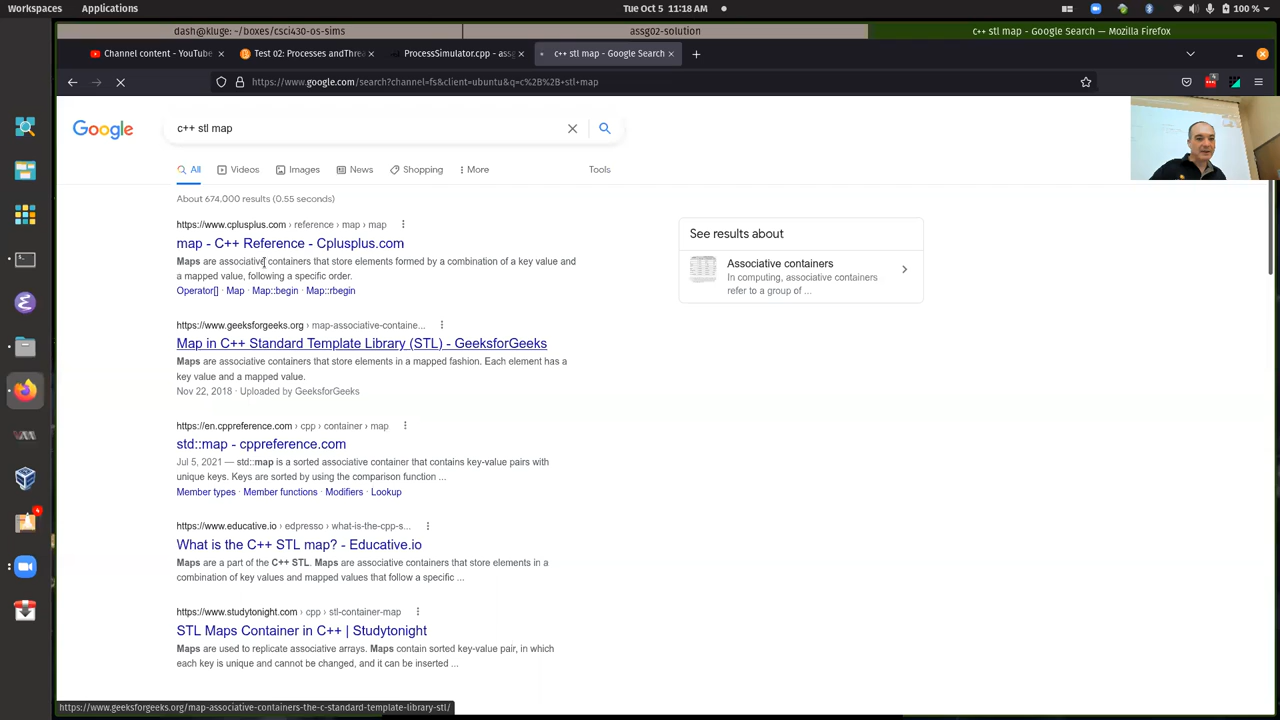 Workspaces Applications Tue Oct 5 11:18 AM 100 %
dash@kluge: ~/boxes/csci430-os-sims assg02-solution c++ stl map - Google Search — Mozilla Firefox
Channel content - YouTube Test 02: Processes andThrea ProcessSimulator.cpp - assg c++ stl map - Google Search
https://www.google.com/search?channel=fs&client=ubuntu&q=c%2B%2B+stl+map
Google c++ stl map
All Videos Images News Shopping More Tools
About 674,000 results (0.55 seconds)
https://www.cplusplus.com › reference › map › map
map - C++ Reference - Cplusplus.com
Maps are associative containers that store elements formed by a combination of a key value and
a mapped value, following a specific order.
Operator[] · Map · Map::begin · Map::rbegin
See results about
Associative containers
In computing, associative containers
refer to a group of ...
https://www.geeksforgeeks.org › map-associative-containe...
Map in C++ Standard Template Library (STL) - GeeksforGeeks
Maps are associative containers that store elements in a mapped fashion. Each element has a
key value and a mapped value.
Nov 22, 2018 · Uploaded by GeeksforGeeks
https://en.cppreference.com › cpp › container › map
std::map - cppreference.com
Jul 5, 2021 — std::map is a sorted associative container that contains key-value pairs with
unique keys. Keys are sorted by using the comparison function ...
Member types · Member functions · Modifiers · Lookup
https://www.educative.io › edpresso › what-is-the-cpp-s...
What is the C++ STL map? - Educative.io
Maps are a part of the C++ STL. Maps are associative containers that store elements in a
combination of key values and mapped values that follow a specific ...
https://www.studytonight.com › cpp › stl-container-map
STL Maps Container in C++ | Studytonight
Maps are used to replicate associative arrays. Maps contain sorted key-value pair, in which
each key is unique and cannot be changed, and it can be inserted ...
https://www.geeksforgeeks.org/map-associative-containers-the-c-standard-template-library-stl/